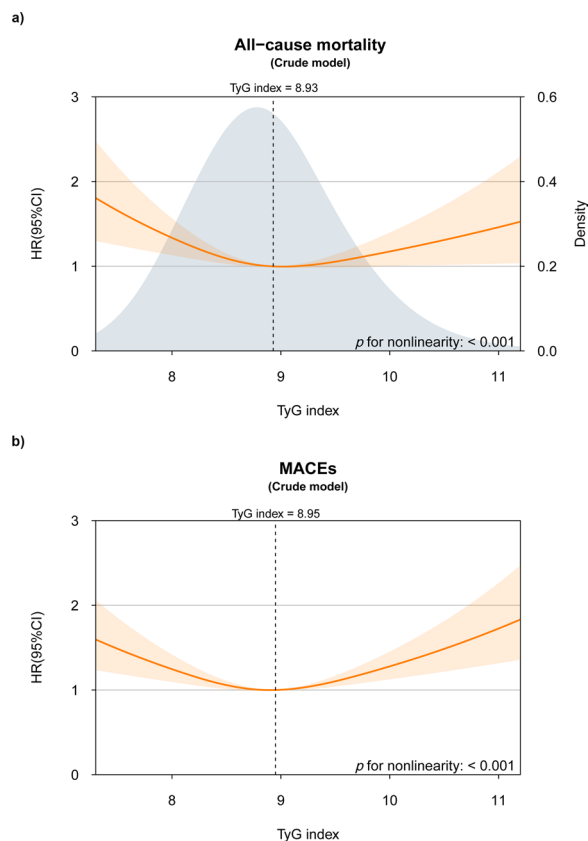 a)
All−cause mortality
(Crude model)
TyG index = 8.93
3
2
1
0
HR(95%CI)
0.6
0.4
0.2
0.0
Density
p for nonlinearity: < 0.001
8 9 10 11
TyG index
b)
MACEs
(Crude model)
TyG index = 8.95
3
2
1
0
HR(95%CI)
p for nonlinearity: < 0.001
8 9 10 11
TyG index